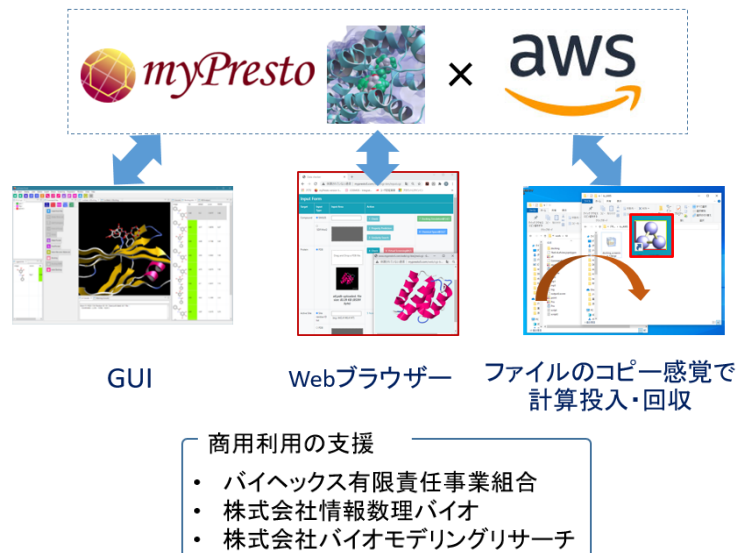 myPresto
×
aws
GUI
Webブラウザー
ファイルのコピー感覚で
計算投入・回収
商用利用の支援
• バイヘックス有限責任事業組合
• 株式会社情報数理バイオ
• 株式会社バイオモデリングリサーチ